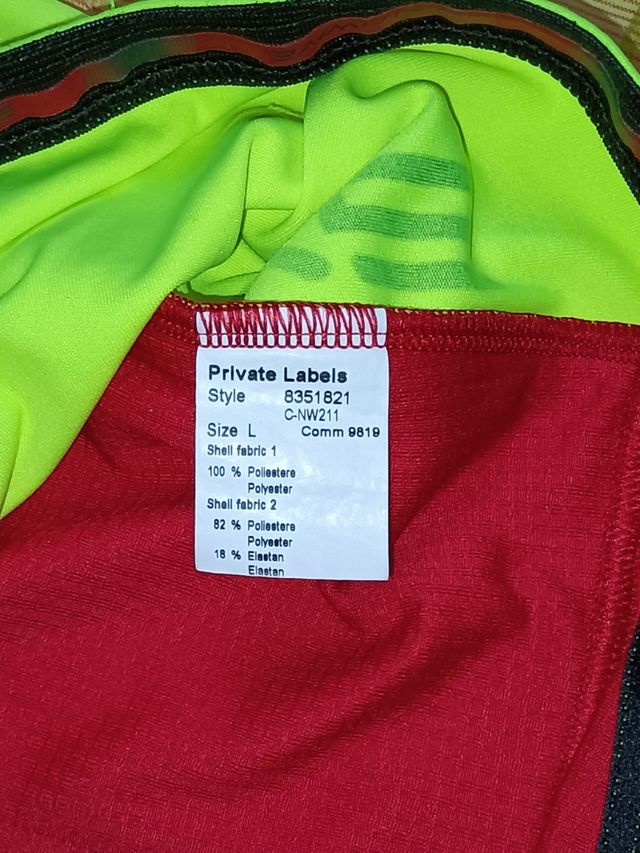 Private Labels
Style 8351821
C-NW211
Size L Comm 9819
Shell fabric 1
100 % Poliestere
Polyester
Shell fabric 2
82 % Poliestere
Polyester
18 % Elastan
Elastan